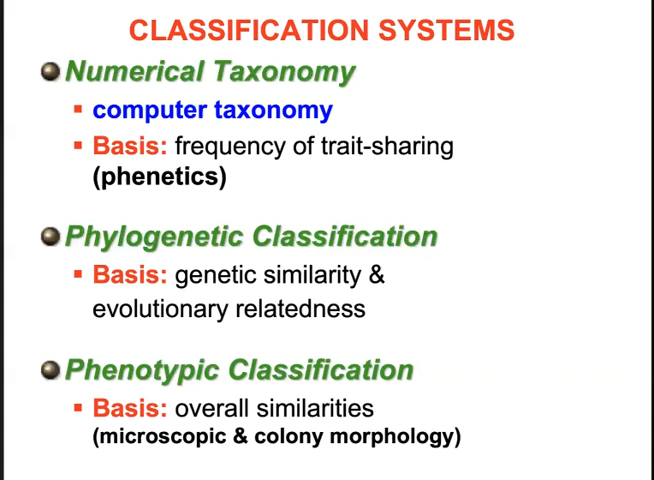 CLASSIFICATION SYSTEMS
Numerical Taxonomy
computer taxonomy
Basis: frequency of trait-sharing
(phenetics)
Phylogenetic Classification
Basis: genetic similarity &
evolutionary relatedness
Phenotypic Classification
Basis: overall similarities
(microscopic & colony morphology)